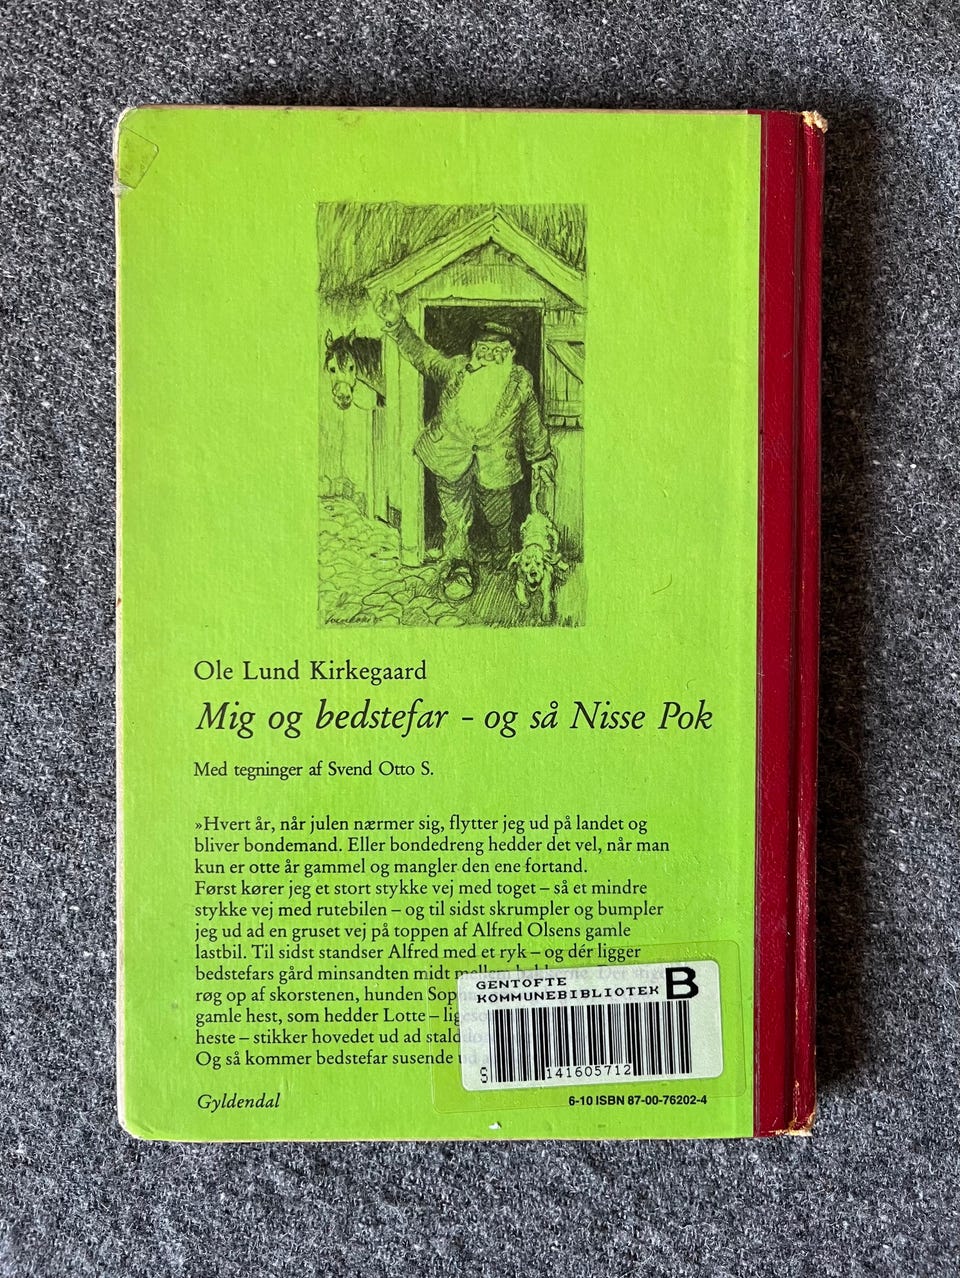 Ole Lund Kirkegaard
Mig og bedstefar - og så Nisse Pok
Med tegninger af Svend Otto S.
»Hvert år, når julen nærmer sig, flytter jeg ud på landet og
bliver bondemand. Eller bondedreng hedder det vel, når man
kun er otte år gammel og mangler den ene fortand.
Først kører jeg et stort stykke vej med toget – så et mindre
stykke vej med rutebilen – og til sidst skrumpler og bumpler
jeg ud ad en gruset vej på toppen af Alfred Olsens gamle
lastbil. Til sidst standser Alfred med et ryk – og dér ligger
bedstefars gård minsandten midt mellem bakkerne. Der stiger
røg op af skorstenen, hunden
gamle hest, som hedder Lotte –
heste – stikker hovedet ud ad
Og så kommer bedstefar susende
GENTOFTE
KOMMUNEBIBLIOTEK B
S 141605712
Gyldendal
6-10 ISBN 87-00-76202-4